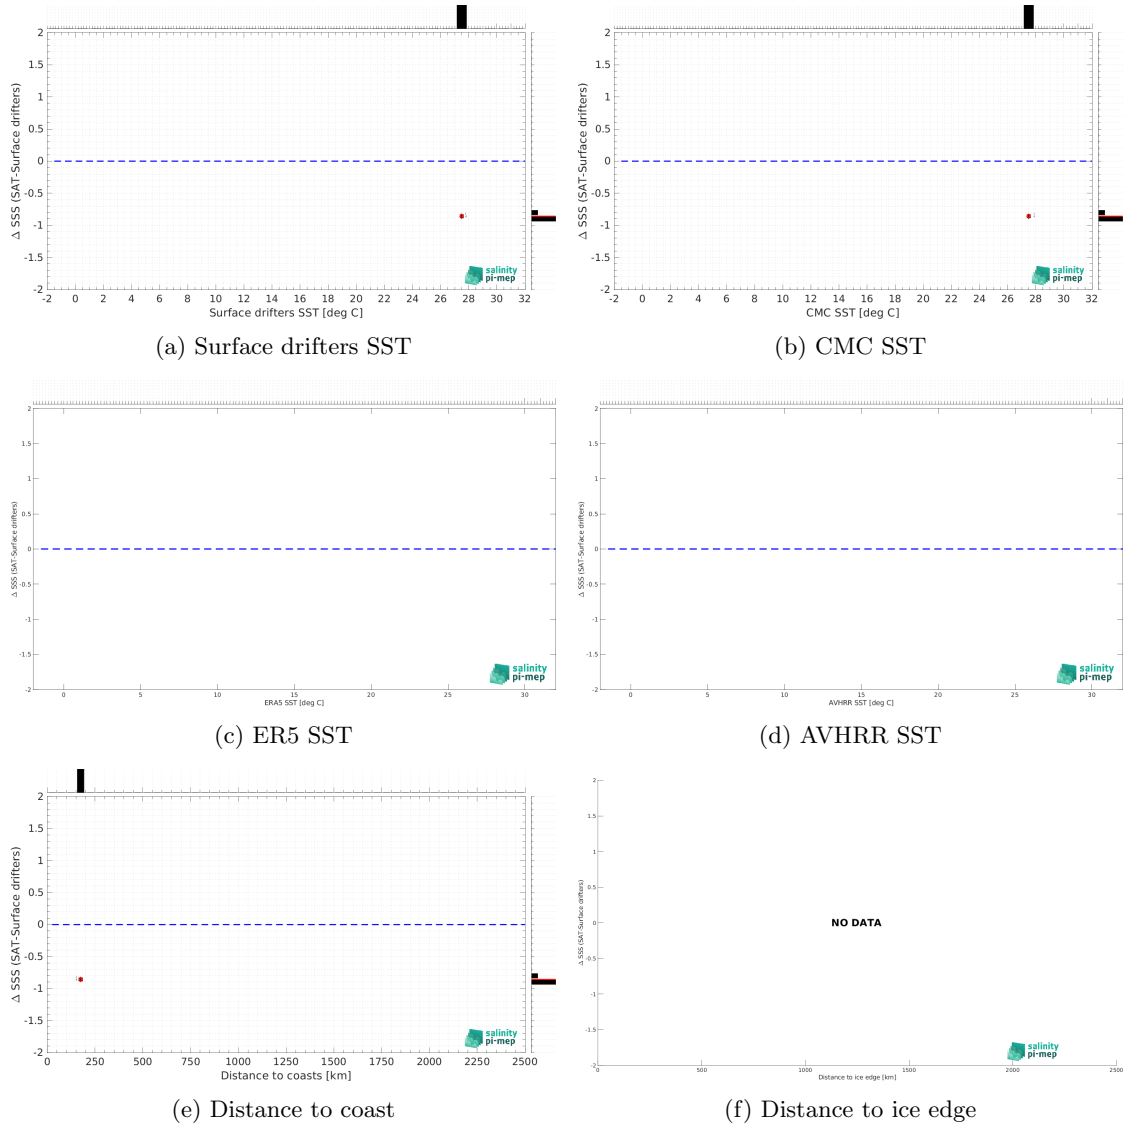 2
1.5
1
0.5
0
-0.5
-1
-1.5
-2
Δ SSS (SAT-Surface drifters)
-2 0 2 4 6 8 10 12 14 16 18 20 22 24 26 28 30 32
Surface drifters SST [deg C]
salinity
pi-mep
(a) Surface drifters SST
2
1.5
1
0.5
0
-0.5
-1
-1.5
-2
Δ SSS (SAT-Surface drifters)
-2 0 2 4 6 8 10 12 14 16 18 20 22 24 26 28 30 32
CMC SST [deg C]
salinity
pi-mep
(b) CMC SST
2
1.5
1
0.5
0
-0.5
-1
-1.5
-2
Δ SSS (SAT-Surface drifters)
0 5 10 15 20 25 30
ERA5 SST [deg C]
salinity
pi-mep
(c) ER5 SST
2
1.5
1
0.5
0
-0.5
-1
-1.5
-2
Δ SSS (SAT-Surface drifters)
0 5 10 15 20 25 30
AVHRR SST [deg C]
salinity
pi-mep
(d) AVHRR SST
2
1.5
1
0.5
0
-0.5
-1
-1.5
-2
Δ SSS (SAT-Surface drifters)
0 250 500 750 1000 1250 1500 1750 2000 2250 2500
Distance to coasts [km]
salinity
pi-mep
(e) Distance to coast
2
1.5
1
0.5
0
-0.5
-1
-1.5
-2
Δ SSS (SAT-Surface drifters)
NO DATA
0 500 1000 1500 2000 2500
Distance to ice edge [km]
salinity
pi-mep
(f) Distance to ice edge